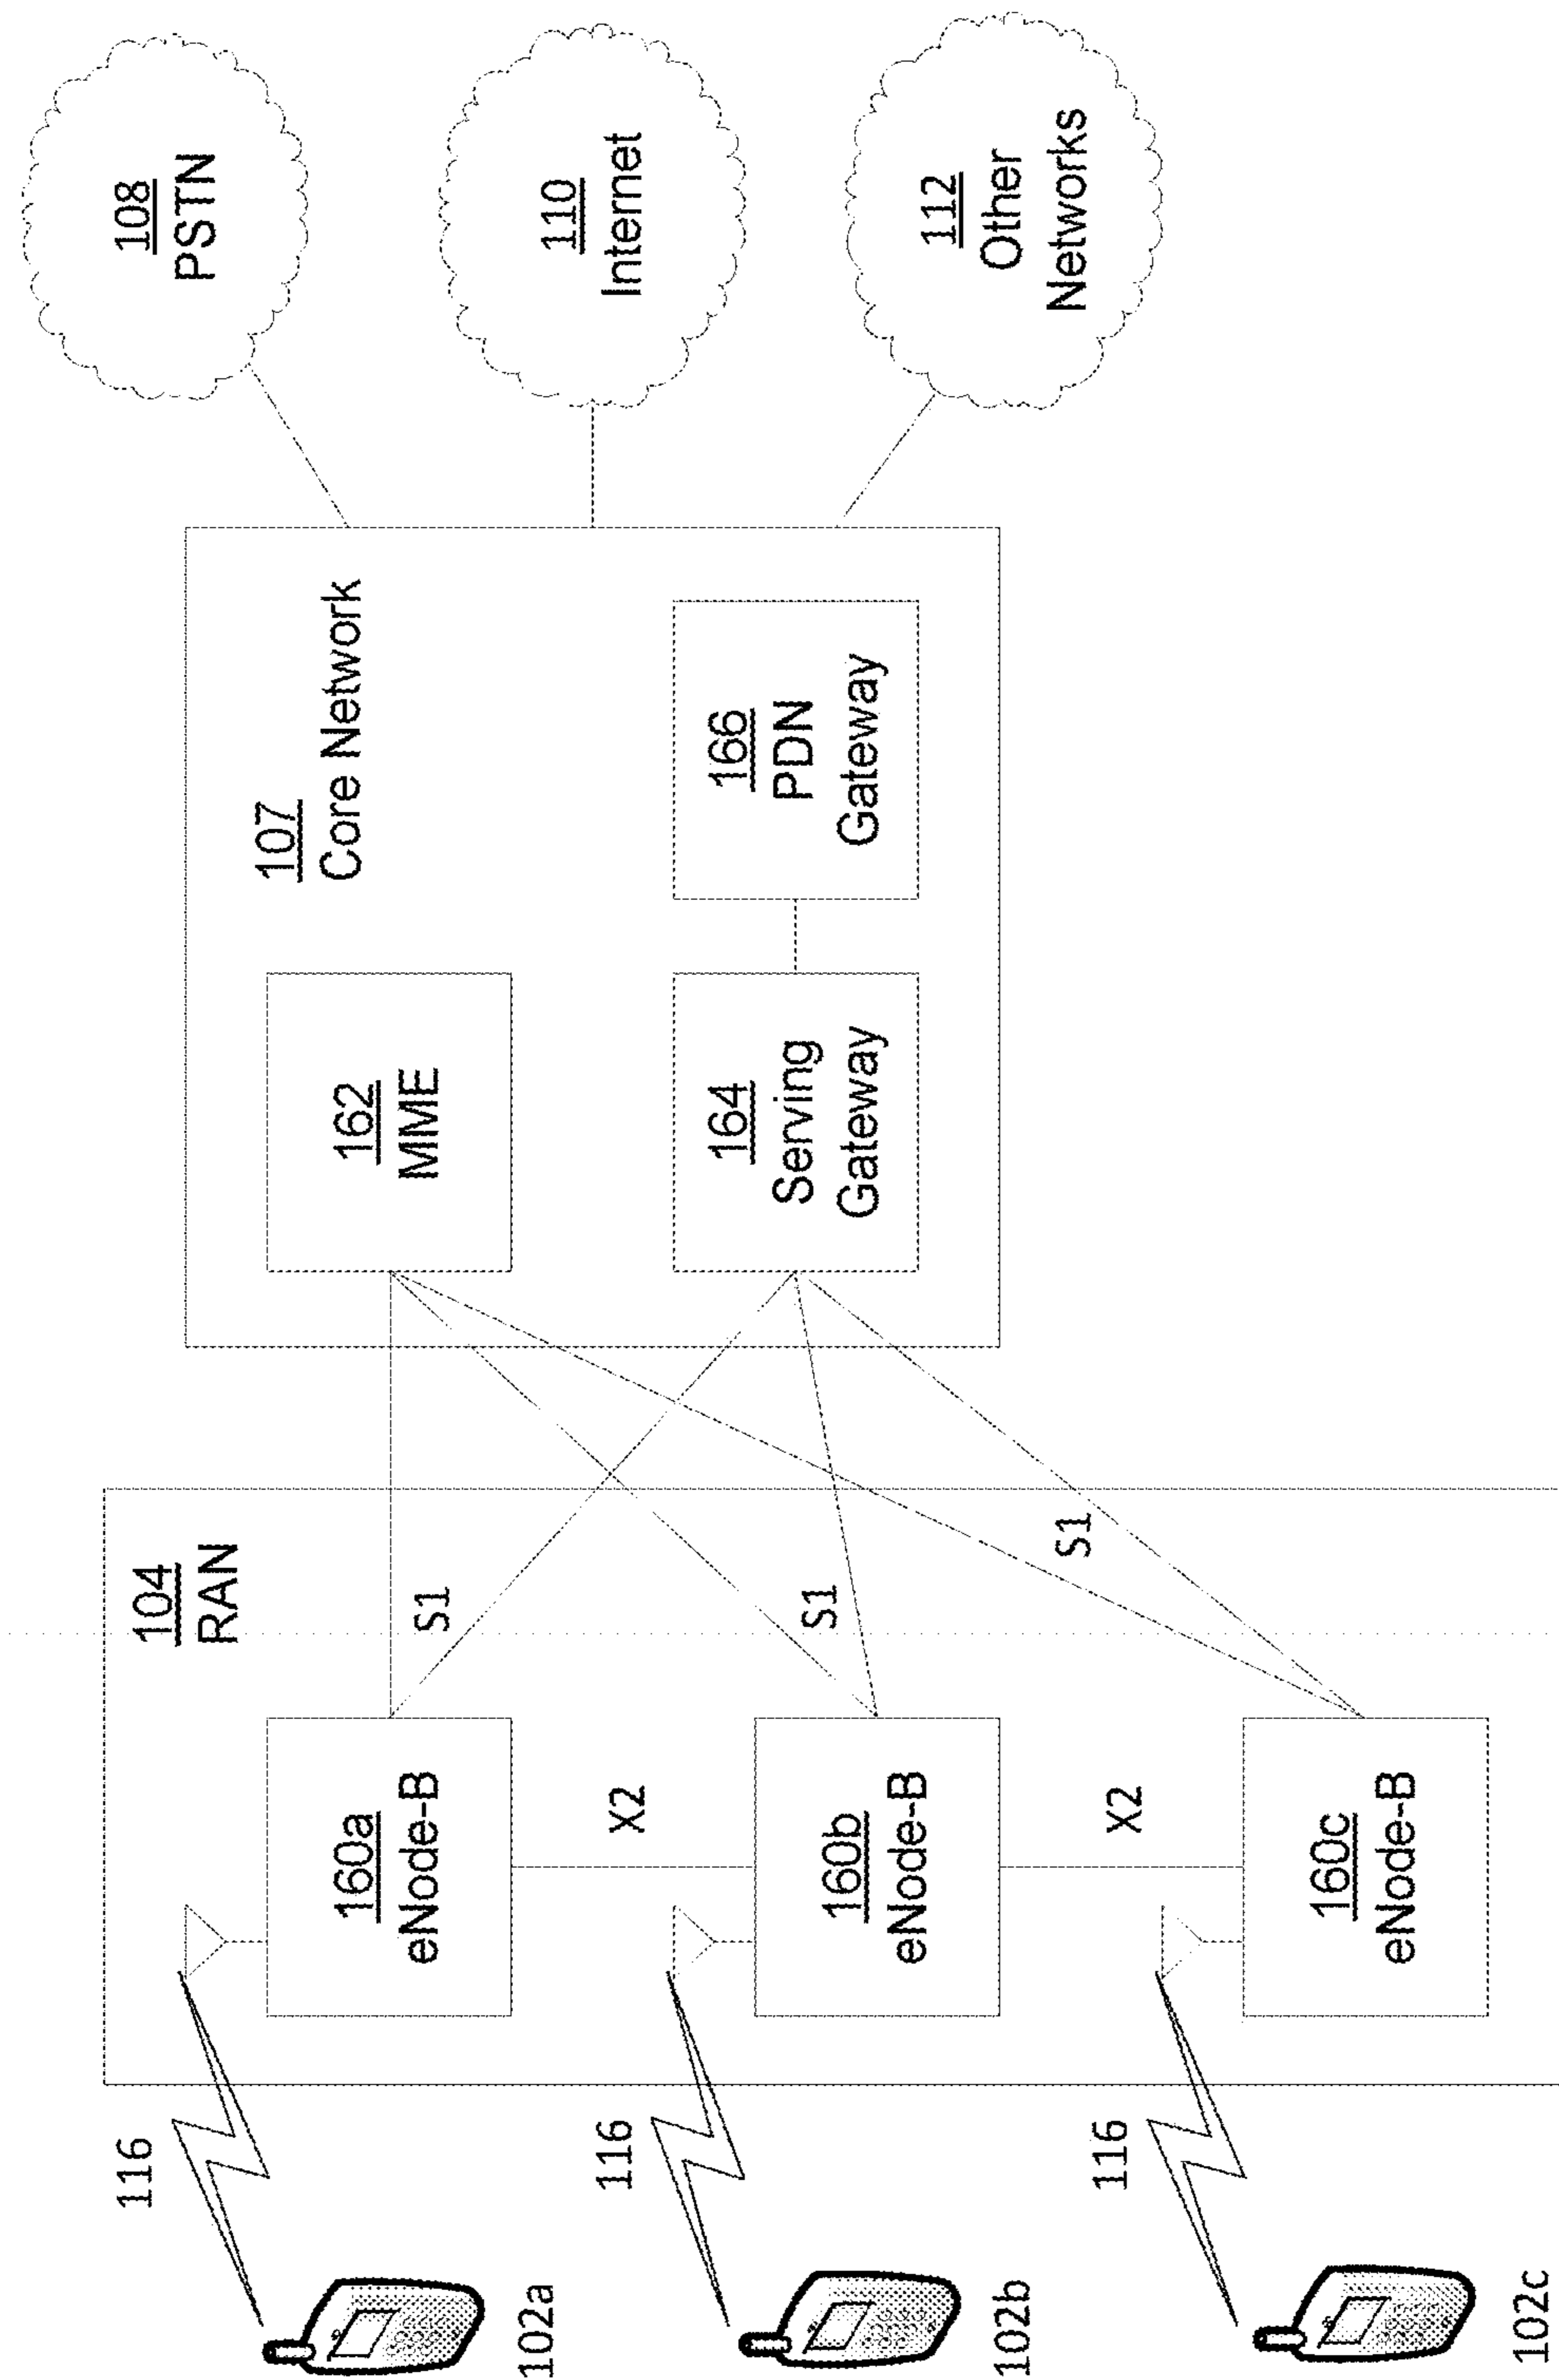 116
102a
116
102b
116
102c
104
RAN
160a
eNode-B
X2
160b
eNode-B
X2
160c
eNode-B
S1
S1
S1
107
Core Network
162
MME
164
Serving
Gateway
166
PDN
Gateway
108
PSTN
110
Internet
112
Other
Networks